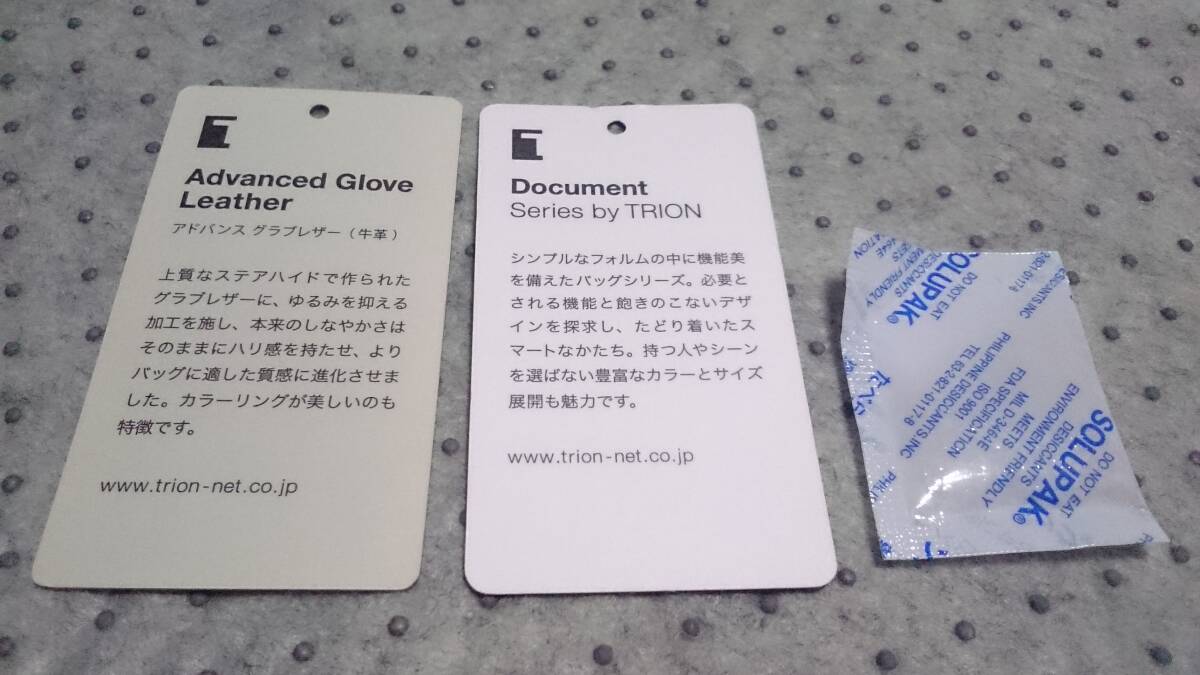 Advanced Glove
Leather
アドバンス グラブレザー（牛革）
上質なステアハイドで作られた
グラブレザーに、ゆるみを抑える
加工を施し、本来のしなやかさは
そのままにハリ感を持たせ、より
バッグに適した質感に進化させま
した。カラーリングが美しいのも
特徴です。
www.trion-net.co.jp
Document
Series by TRION
シンプルなフォルムの中に機能美
を備えたバッグシリーズ。必要と
される機能と飽きのこないデザ
インを探求し、たどり着いたス
マートなかたち。持つ人やシーン
を選ばない豊富なカラーとサイズ
展開も魅力です。
www.trion-net.co.jp
DO NOT EAT
SOLUPAK®
DESICCANTS
MEETS
MENT FRIENDLY
PHILIPPINE DESICCANTS.INC
TEL 63-2-821-0117-8
ISO 9001
FDA SPECIFICATION
MIL D-3464E
MEETS
ENVIRONMENT FRIENDLY
DESICCANTS
SOLUPAK®
DO NOT EAT